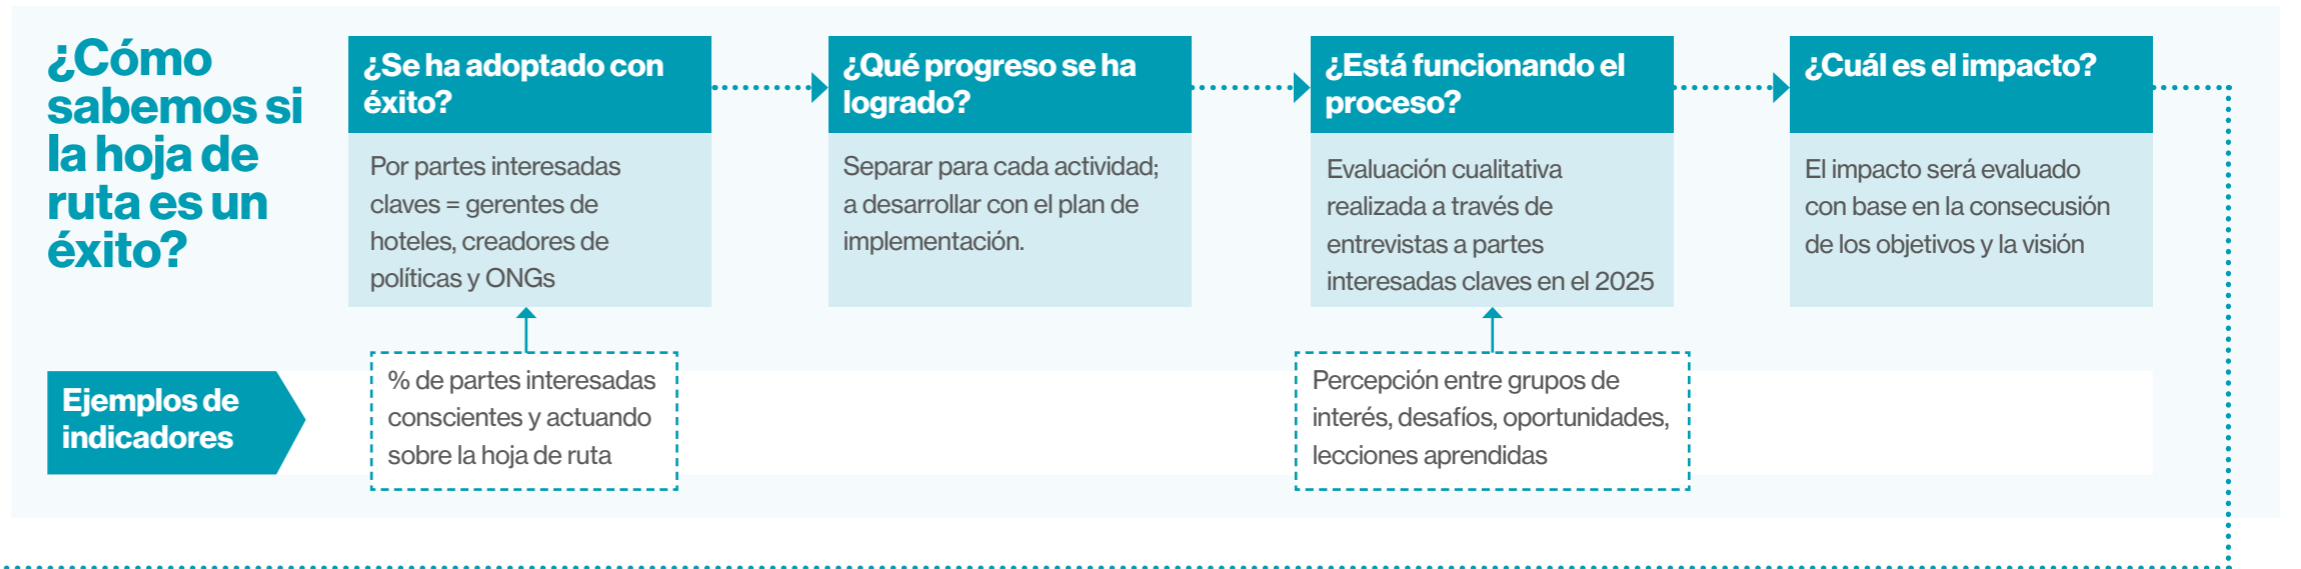 ¿Cómo
sabemos si
la hoja de
ruta es un
éxito?
¿Se ha adoptado con
éxito?
Por partes interesadas
claves = gerentes de
hoteles, creadores de
políticas y ONGs
¿Qué progreso se ha
logrado?
Separar para cada actividad;
a desarrollar con el plan de
implementación.
¿Está funcionando el
proceso?
Evaluación cualitativa
realizada a través de
entrevistas a partes
interesadas claves en el 2025
¿Cuál es el impacto?
El impacto será evaluado
con base en la consecusión
de los objetivos y la visión
Ejemplos de
indicadores
% de partes interesadas
conscientes y actuando
sobre la hoja de ruta
Percepción entre grupos de
interés, desafíos, oportunidades,
lecciones aprendidas